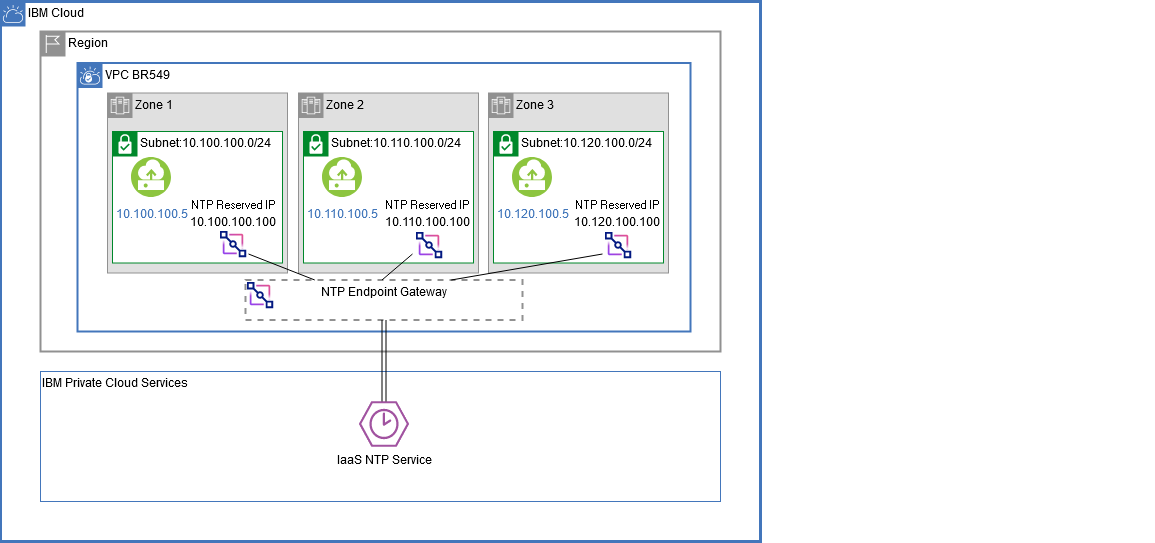 IBM Cloud
Region
VPC BR549
Zone 1
Zone 2
Zone 3
Subnet:10.100.100.0/24
Subnet:10.110.100.0/24
Subnet:10.120.100.0/24
NTP Reserved IP
10.100.100.5
10.100.100.100
NTP Reserved IP
10.110.100.5
10.110.100.100
NTP Reserved IP
10.120.100.5
10.120.100.100
NTP Endpoint Gateway
IBM Private Cloud Services
IaaS NTP Service